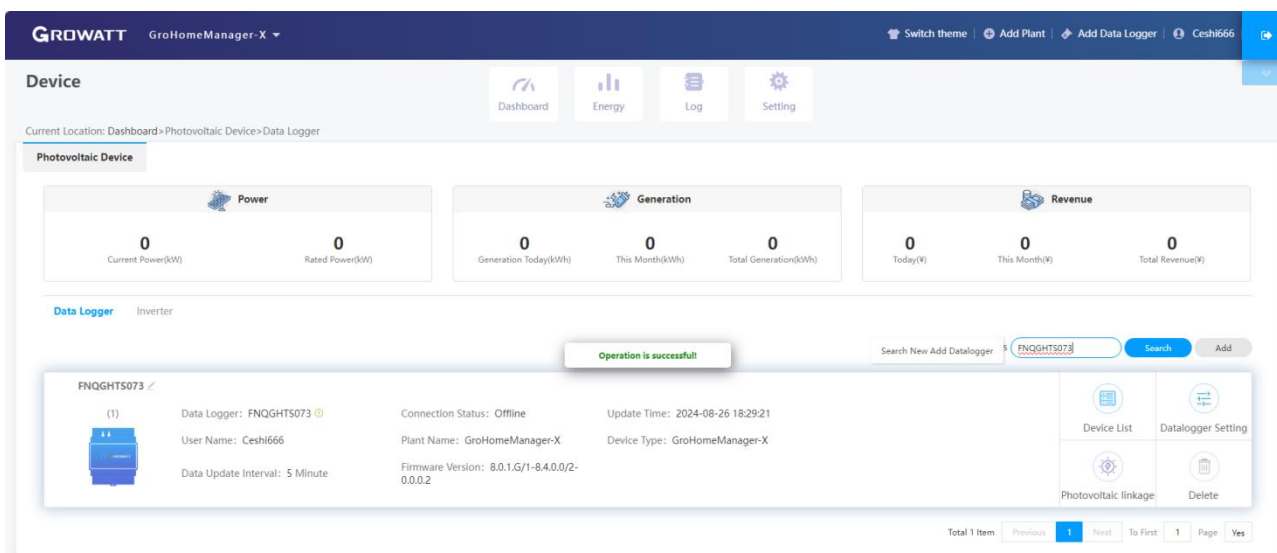 GROWATT GroHomeManager-X
Switch theme | Add Plant | Add Data Logger | Ceshi666
Device
Dashboard Energy Log Setting
Current Location: Dashboard>Photovoltaic Device>Data Logger
Photovoltaic Device
Power
0 0
Current Power(kW) Rated Power(kW)
Generation
0 0 0
Generation Today(kWh) This Month(kWh) Total Generation(kWh)
Revenue
0 0 0
Today(¥) This Month(¥) Total Revenue(¥)
Data Logger Inverter
Operation is successful!
Search New Add Datalogger FNQGHTS073 Search Add
FNQGHTS073
(1)
GROWATT
Data Logger: FNQGHTS073 Connection Status: Offline Update Time: 2024-08-26 18:29:21
User Name: Ceshi666 Plant Name: GroHomeManager-X Device Type: GroHomeManager-X
Data Update Interval: 5 Minute Firmware Version: 8.0.1.G/1-8.4.0.0/2-
0.0.0.2
Device List Datalogger Setting
Photovoltaic linkage Delete
Total 1 Item Previous 1 Next To First 1 Page Yes